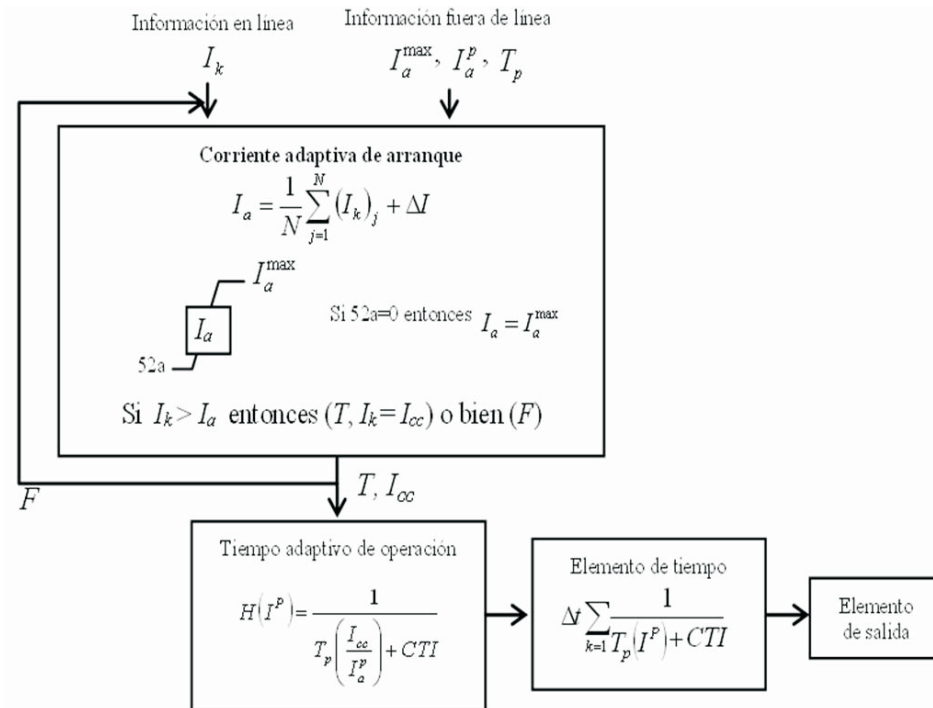 Información en línea
Información fuera de línea
I_k
I_a^max, I_a^p, T_p
Corriente adaptiva de arranque
I_a = 1/N ∑_{j=1}^{N} (I_k)_j + ΔI
I_a^max
I_a
52a
Si 52a=0 entonces I_a = I_a^max
Si I_k > I_a entonces (T, I_k = I_cc) o bien (F)
F
T, I_cc
Tiempo adaptivo de operación
H(I^P) = 1 / (T_p (I_cc / I_a^p) + CTI)
Elemento de tiempo
Δt ∑_{k=1} 1 / (T_p(I^P) + CTI)
Elemento
de salida